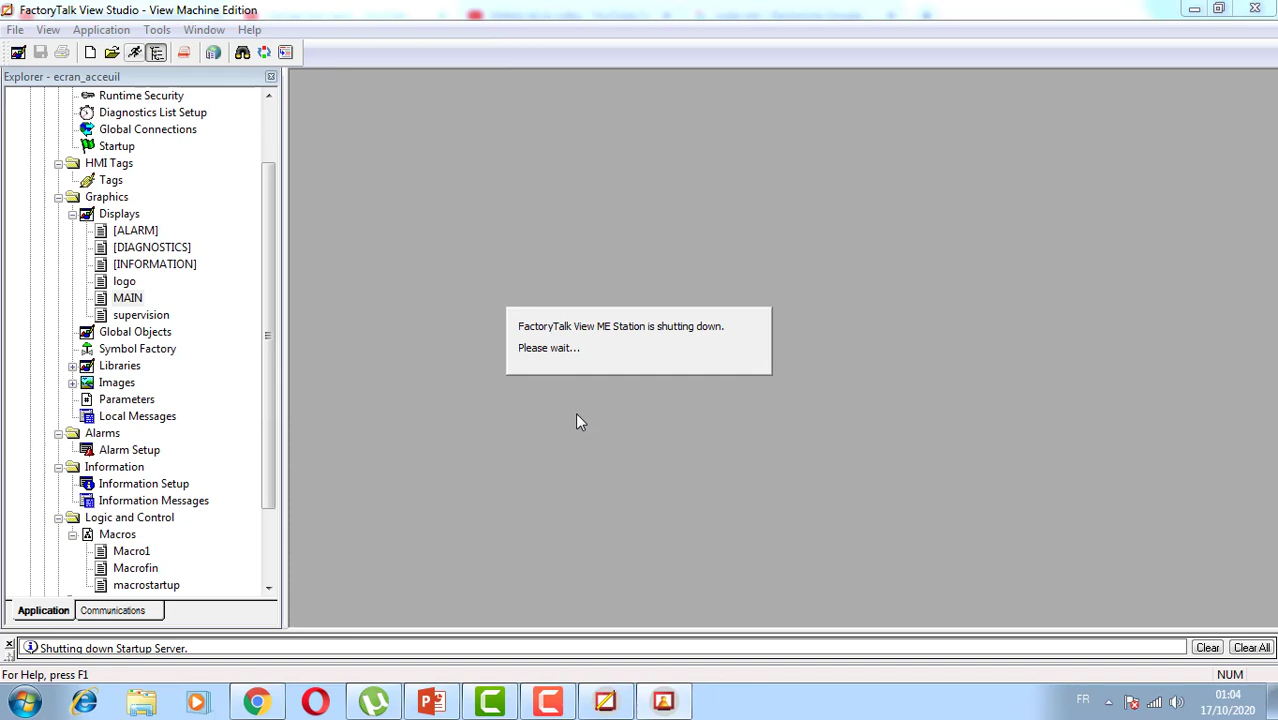 FactoryTalk View Studio - View Machine Edition
File View Application Tools Window Help
Explorer - ecran_acceuil
Runtime Security
Diagnostics List Setup
Global Connections
Startup
HMI Tags
Tags
Graphics
Displays
[ALARM]
[DIAGNOSTICS]
[INFORMATION]
logo
MAIN
supervision
Global Objects
Symbol Factory
Libraries
Images
Parameters
Local Messages
Alarms
Alarm Setup
Information
Information Setup
Information Messages
Logic and Control
Macros
Macro1
Macrofin
macrostartup
Application Communications
FactoryTalk View ME Station is shutting down.
Please wait...
Shutting down Startup Server.
Clear Clear All
For Help, press F1
NUM
FR
01:04
17/10/2020